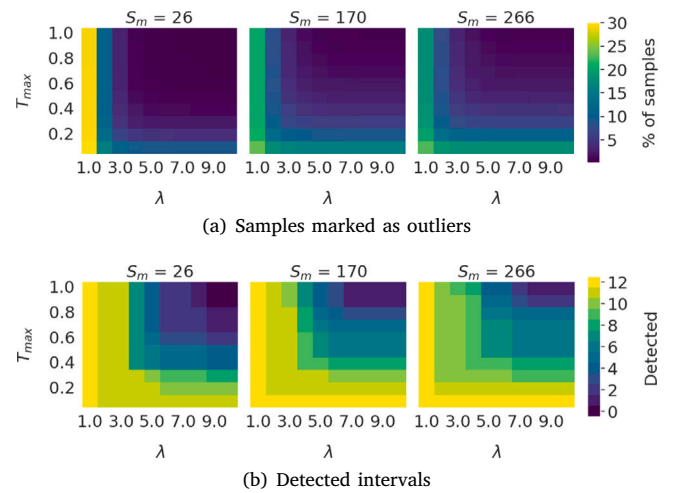 S_m = 26 S_m = 170 S_m = 266
T_max
1.0
0.8
0.6
0.4
0.2
1.0 3.0 5.0 7.0 9.0 1.0 3.0 5.0 7.0 9.0 1.0 3.0 5.0 7.0 9.0
λ λ λ
30
25
20
15
10
5
% of samples
(a) Samples marked as outliers
S_m = 26 S_m = 170 S_m = 266
T_max
1.0
0.8
0.6
0.4
0.2
1.0 3.0 5.0 7.0 9.0 1.0 3.0 5.0 7.0 9.0 1.0 3.0 5.0 7.0 9.0
λ λ λ
12
10
8
6
4
2
0
Detected
(b) Detected intervals